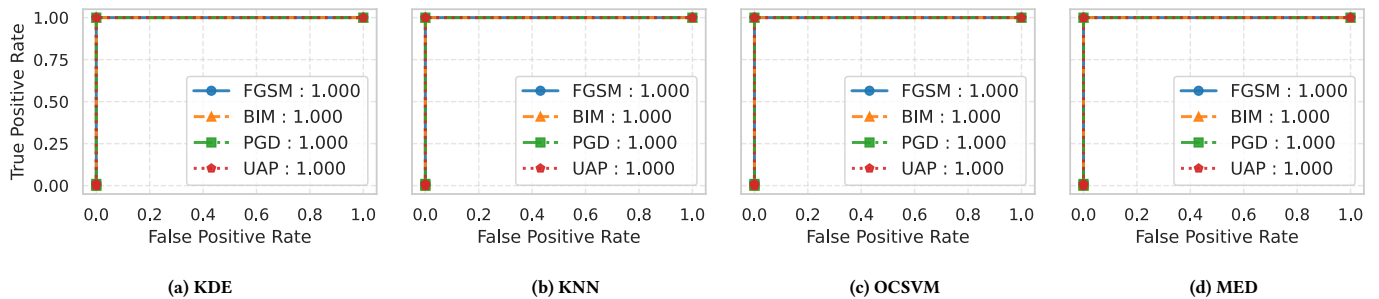 True Positive Rate
1.00
0.75
0.50
0.25
0.00
FGSM : 1.000
BIM : 1.000
PGD : 1.000
UAP : 1.000
0.0 0.2 0.4 0.6 0.8 1.0
False Positive Rate
(a) KDE
FGSM : 1.000
BIM : 1.000
PGD : 1.000
UAP : 1.000
0.0 0.2 0.4 0.6 0.8 1.0
False Positive Rate
(b) KNN
FGSM : 1.000
BIM : 1.000
PGD : 1.000
UAP : 1.000
0.0 0.2 0.4 0.6 0.8 1.0
False Positive Rate
(c) OCSVM
FGSM : 1.000
BIM : 1.000
PGD : 1.000
UAP : 1.000
0.0 0.2 0.4 0.6 0.8 1.0
False Positive Rate
(d) MED